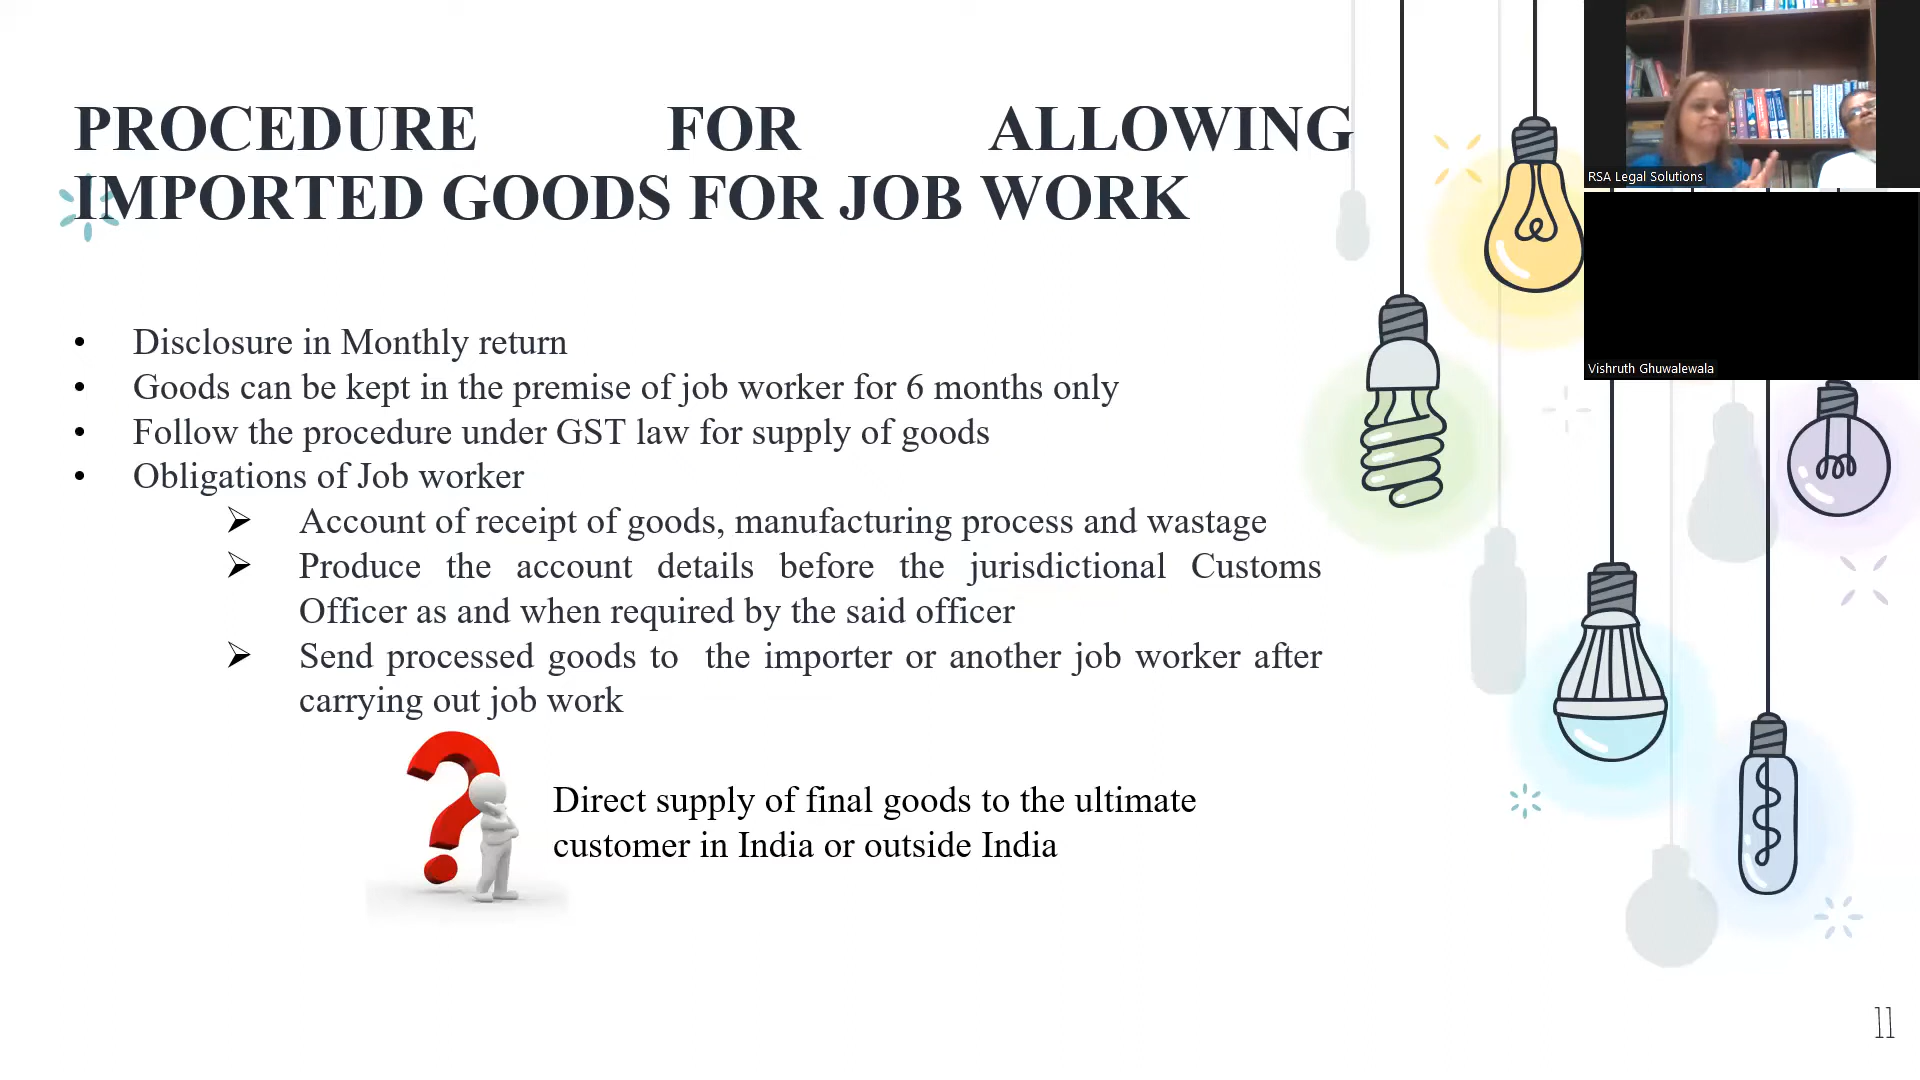 PROCEDURE FOR ALLOWING
IMPORTED GOODS FOR JOB WORK
• Disclosure in Monthly return
• Goods can be kept in the premise of job worker for 6 months only
• Follow the procedure under GST law for supply of goods
• Obligations of Job worker
➢ Account of receipt of goods, manufacturing process and wastage
➢ Produce the account details before the jurisdictional Customs
Officer as and when required by the said officer
➢ Send processed goods to the importer or another job worker after
carrying out job work
Direct supply of final goods to the ultimate
customer in India or outside India
RSA Legal Solutions
Vishruth Ghuwalewala
11